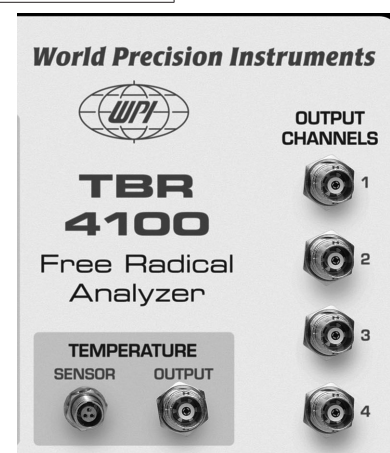 World Precision Instruments
WPI
OUTPUT
CHANNELS
TBR
4100
Free Radical
Analyzer
1
2
3
4
TEMPERATURE
SENSOR OUTPUT